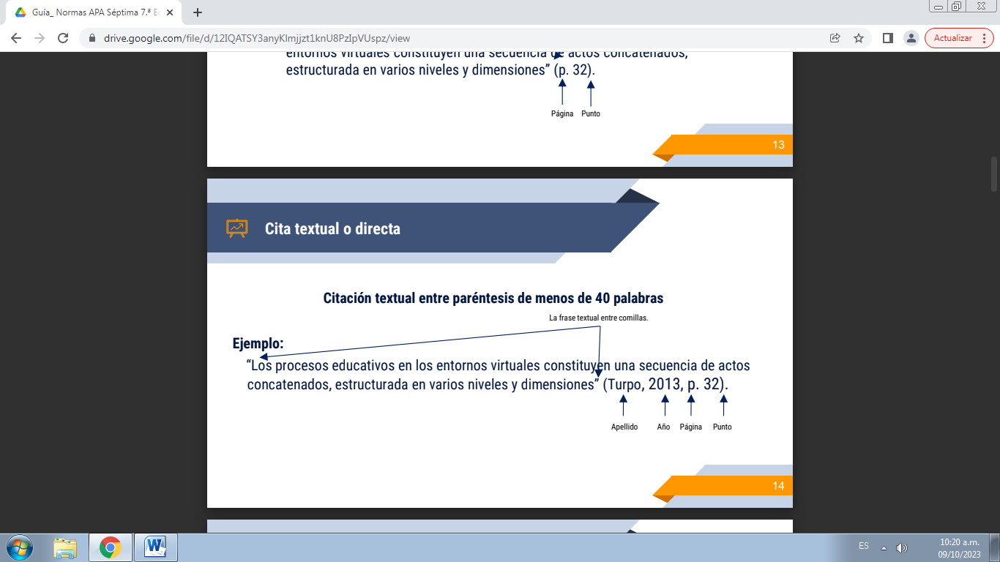 Guía_ Normas APA Séptima 7.ª Ed
drive.google.com/file/d/12IQATSY3anyKlmjjzt1knU8PzIpVUspz/view
Actualizar
entornos virtuales constituyen una secuencia de actos concatenados,
estructurada en varios niveles y dimensiones” (p. 32).
Página Punto
13
Cita textual o directa
Citación textual entre paréntesis de menos de 40 palabras
La frase textual entre comillas.
Ejemplo:
“Los procesos educativos en los entornos virtuales constituyen una secuencia de actos
concatenados, estructurada en varios niveles y dimensiones” (Turpo, 2013, p. 32).
Apellido Año Página Punto
14
ES
10:20 a.m.
09/10/2023